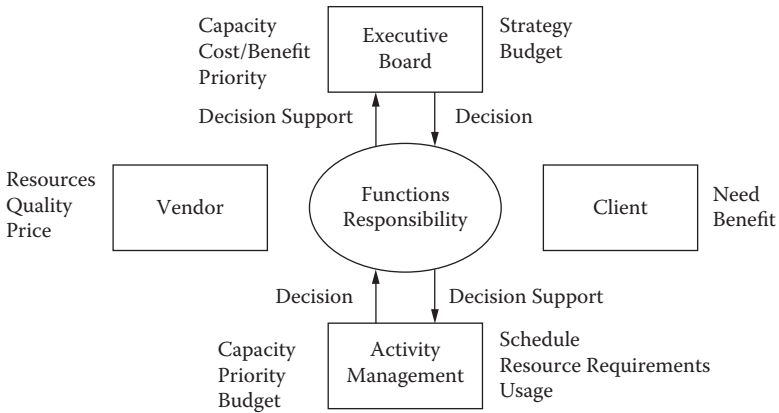 Capacity
Cost/Benefit
Priority
Executive
Board
Strategy
Budget
Decision Support
Decision
Resources
Quality
Price
Vendor
Functions
Responsibility
Client
Need
Benefit
Decision
Decision Support
Capacity
Priority
Budget
Activity
Management
Schedule
Resource Requirements
Usage